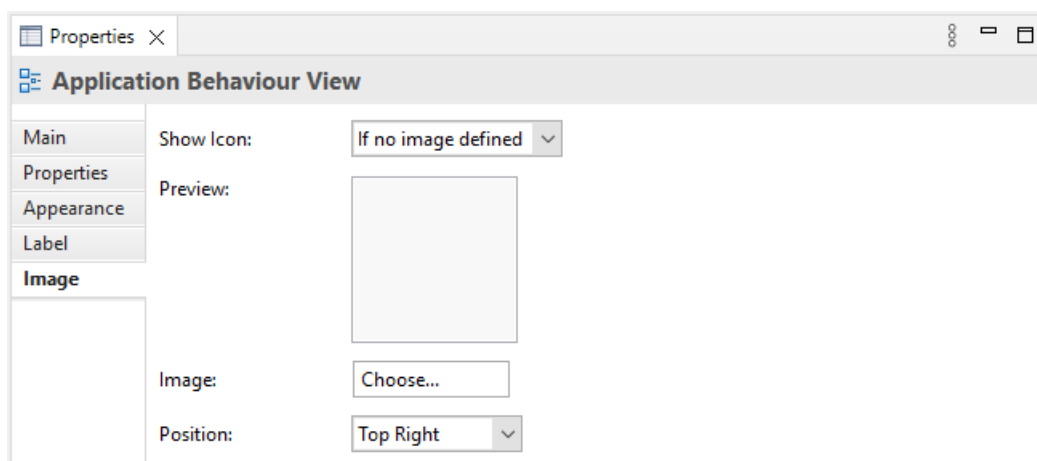 Properties
Application Behaviour View
Main
Properties
Appearance
Label
Image
Show Icon: If no image defined
Preview:
Image: Choose...
Position: Top Right